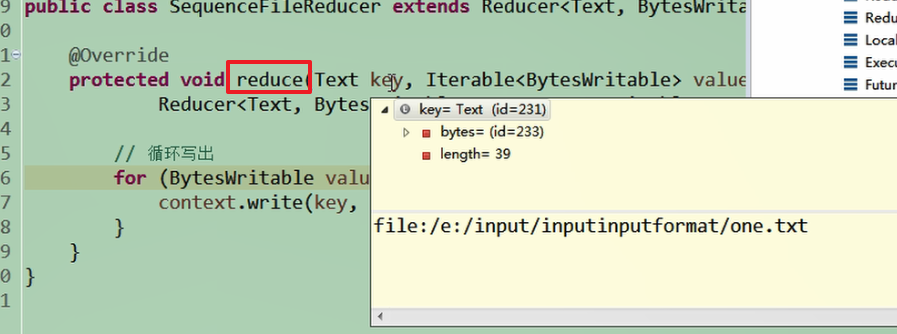 9 public class SequenceFileReducer extends Reducer<Text, BytesWrita
0
1 @Override
2 protected void reduce(Text key, Iterable<BytesWritable> value
3 Reducer<Text, Bytes
4
5 // 循环写出
6 for (BytesWritable valu
7 context.write(key,
8 }
9 }
0 }
1
key= Text (id=231)
bytes= (id=233)
length= 39
file:/e:/input/inputinputformat/one.txt
Redu
Local
Execu
Futur